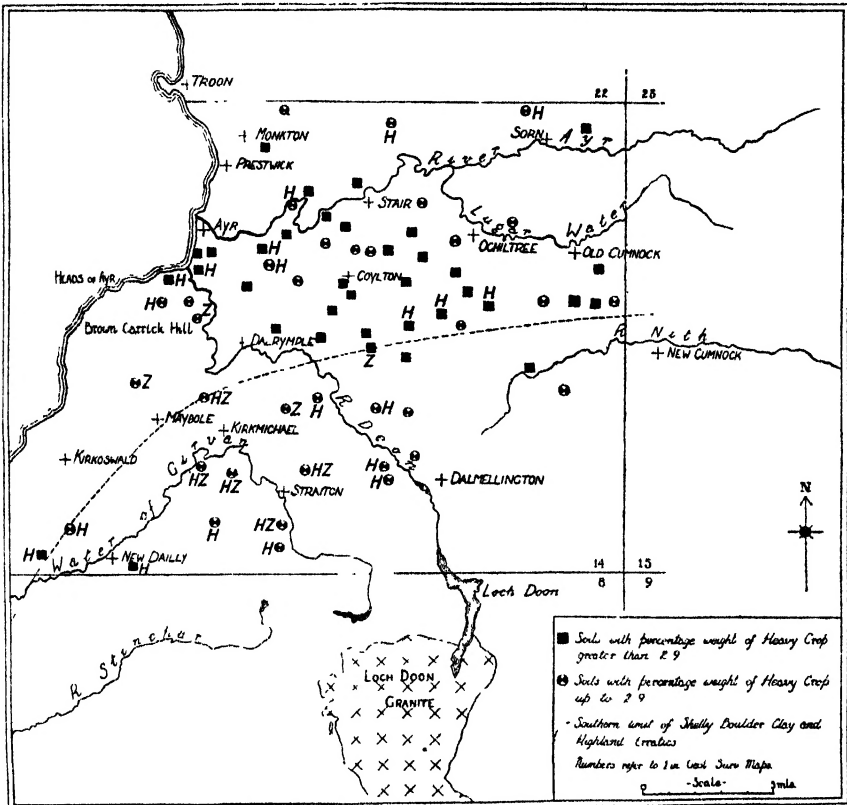 22 23
TROON
H
MONKTON
H
SORN
River Ayr
PRESTWICK
H
STAIR
Lugar Water
AYR
OCHILTREE
OLD CUMNOCK
H
H
H
HEADS OF AYR
H
COYLTON
H
H
H
Z
H
Brown Carrick Hill
DALRYMPLE
Z
R Nith
NEW CUMNOCK
Z
HZ
H
Z
H
R Doon
MAYBOLE
KIRKMICHAEL
KIRKOSWALD
Water of Girvan
HZ
HZ
HZ
H
H
DALMELLINGTON
STRAITON
N
H
H
HZ
H
H
NEW DAILLY
H
14 15
8 9
Loch Doon
R Stinchar
LOCH DOON
GRANITE
Soils with percentage weight of Heavy Crop
greater than 2 9
Soils with percentage weight of Heavy Crop
up to 2 9
Southern limit of Shelly Boulder Clay and
Highland Erratics
Numbers refer to 1 in Maps
-Scale-
0 3 mls